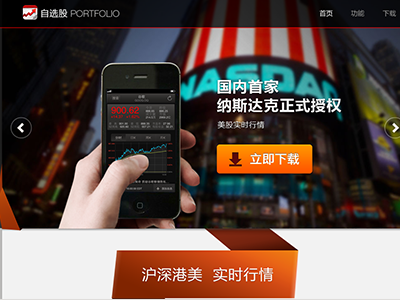 自选股 PORTFOLIO
首页
功能
下载
NASDAQ
国内首家
纳斯达克正式授权
美股实时行情
900.62
立即下载
沪深港美 实时行情